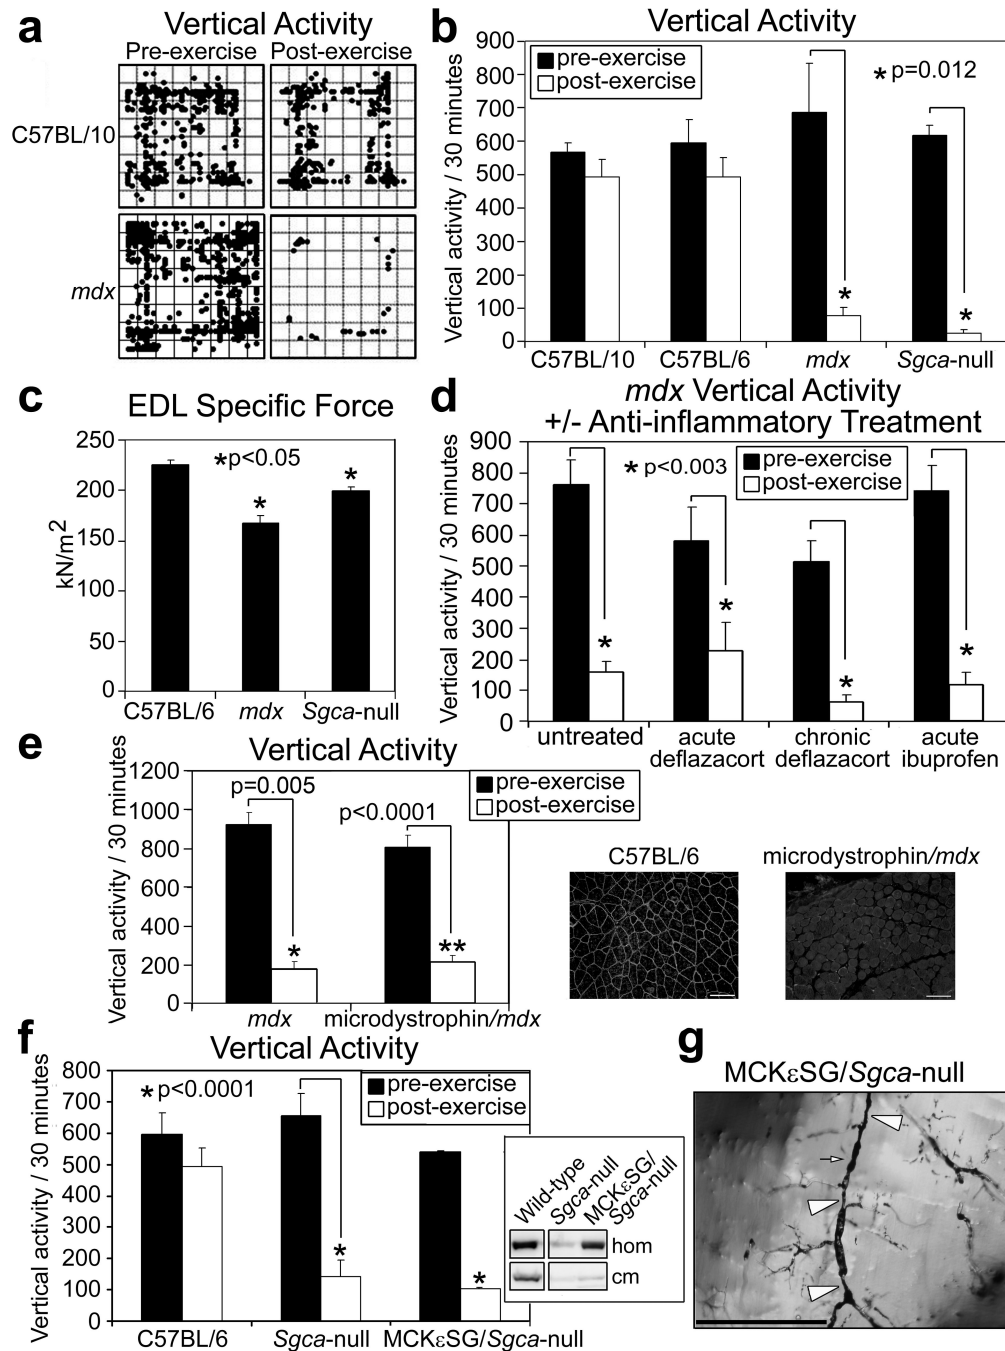 a
Vertical Activity
Pre-exercise Post-exercise
C57BL/10
mdx
b
Vertical Activity
Vertical activity / 30 minutes
900
800
700
600
500
400
300
200
100
0
pre-exercise
post-exercise
*p=0.012
*
*
C57BL/10 C57BL/6 mdx Sgca-null
c
EDL Specific Force
kN/m2
250
200
150
100
50
0
*p<0.05
*
*
C57BL/6 mdx Sgca-null
d
mdx Vertical Activity
+/- Anti-inflammatory Treatment
Vertical activity / 30 minutes
900
800
700
600
500
400
300
200
100
0
* p<0.003
pre-exercise
post-exercise
*
*
*
*
untreated
acute
deflazacort
chronic
deflazacort
acute
ibuprofen
e
Vertical Activity
Vertical activity / 30 minutes
1200
1000
800
600
400
200
0
p=0.005
p<0.0001
pre-exercise
post-exercise
*
**
mdx microdystrophin/mdx
C57BL/6
microdystrophin/mdx
f
Vertical Activity
Vertical activity / 30 minutes
800
700
600
500
400
300
200
100
0
*p<0.0001
pre-exercise
post-exercise
*
*
C57BL/6 Sgca-null MCKεSG/Sgca-null
Wild-type
Sgca-null
MCKεSG/
Sgca-null
hom
cm
g
MCKεSG/Sgca-null